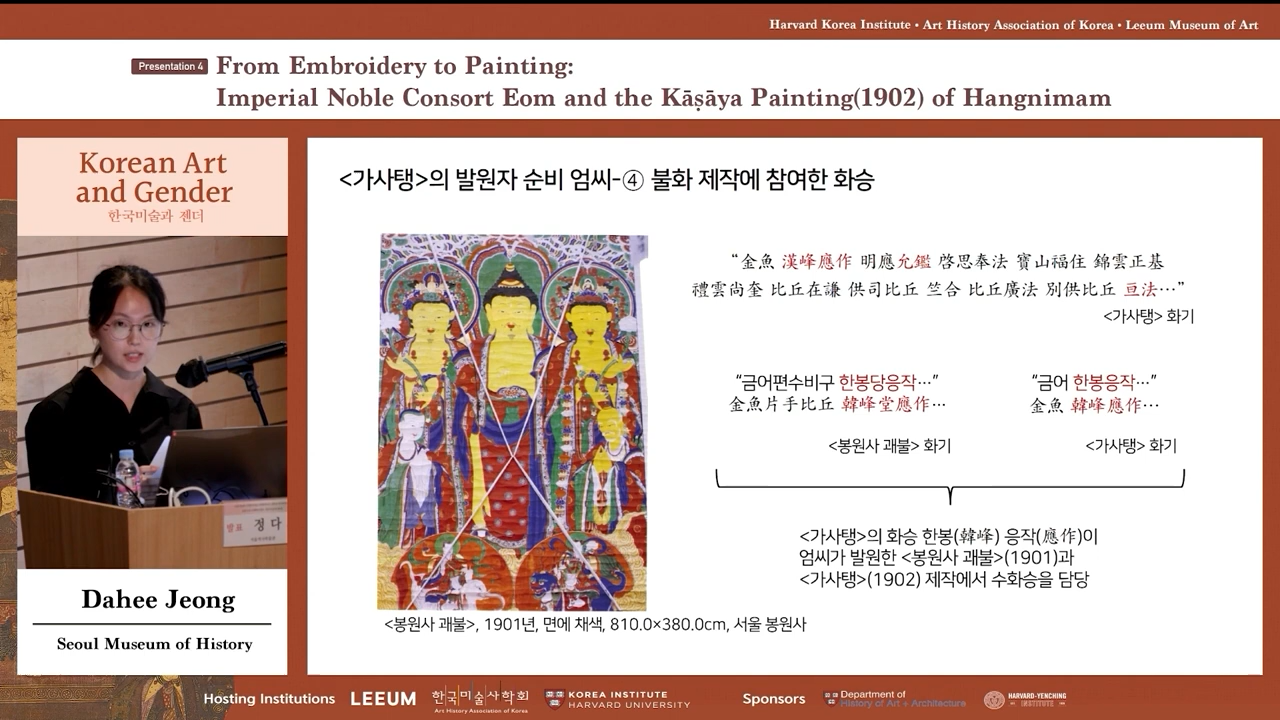 Harvard Korea Institute • Art History Association of Korea • Leeum Museum of Art
Presentation 4
From Embroidery to Painting:
Imperial Noble Consort Eom and the Kāṣāya Painting(1902) of Hangnimam
Korean Art
and Gender
한국미술과 젠더
발표 정다
Dahee Jeong
Seoul Museum of History
<가사탱>의 발원자 순비 엄씨-④ 불화 제작에 참여한 화승
“金魚 漢峰應作 明應允鑑 啓思奉法 寶山福住 錦雲正基
禮雲尙奎 比丘在謙 供司比丘 竺合 比丘廣法 別供比丘 亘法…”
<가사탱> 화기
“금어편수비구 한봉당응작…”
金魚片手比丘 韓峰堂應作…
<봉원사 괘불> 화기
“금어 한봉응작…”
金魚 韓峰應作…
<가사탱> 화기
<가사탱>의 화승 한봉(韓峰) 응작(應作)이
엄씨가 발원한 <봉원사 괘불>(1901)과
<가사탱>(1902) 제작에서 수화승을 담당
<봉원사 괘불>, 1901년, 면에 채색, 810.0×380.0cm, 서울 봉원사
Hosting Institutions
LEEUM
한국미술사학회
Art History Association of Korea
KOREA INSTITUTE
HARVARD UNIVERSITY
Sponsors
Department of
History of Art + Architecture
HARVARD-YENCHING
INSTITUTE